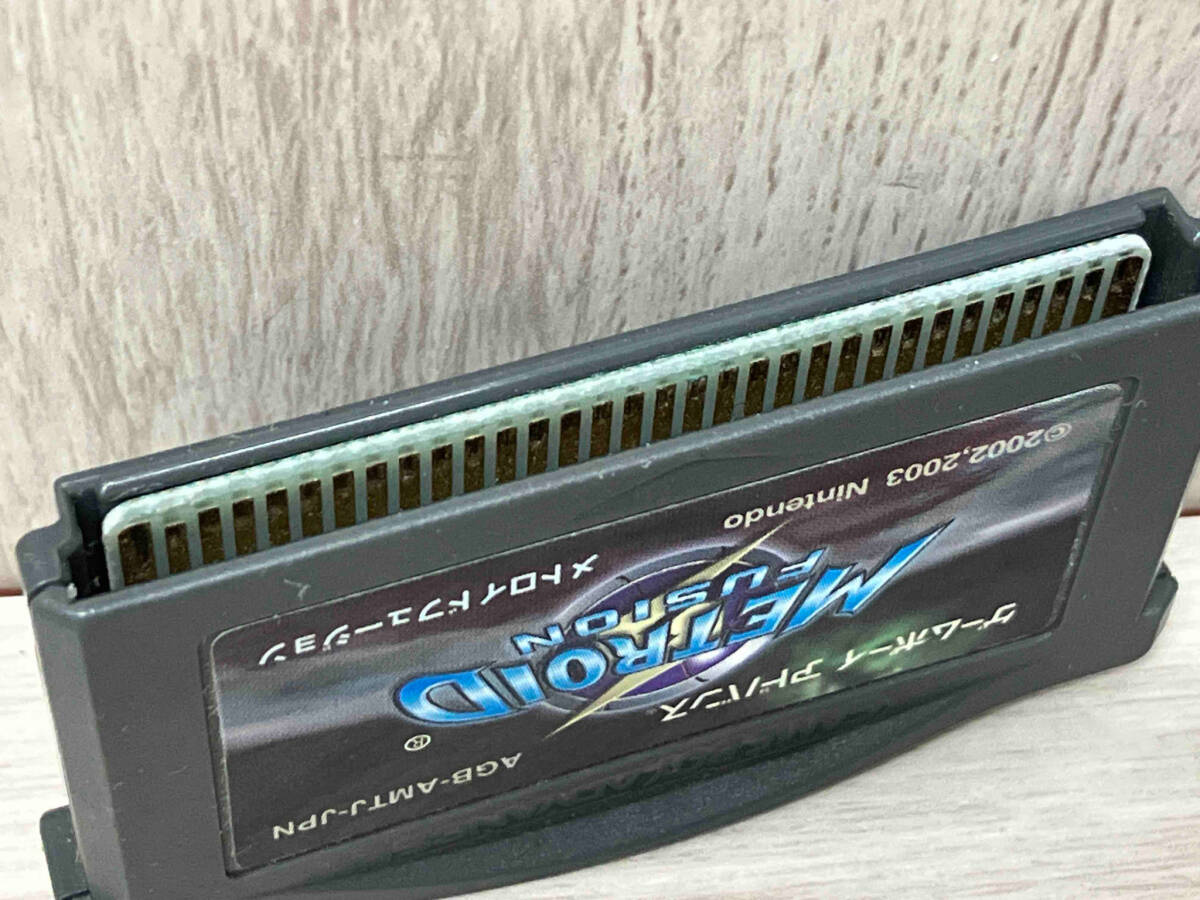 ゲームボーイ アドバンス
AGB-AMTJ-JPN
METROID®
FUSION
メトロイドフュージョン
©2002,2003 Nintendo